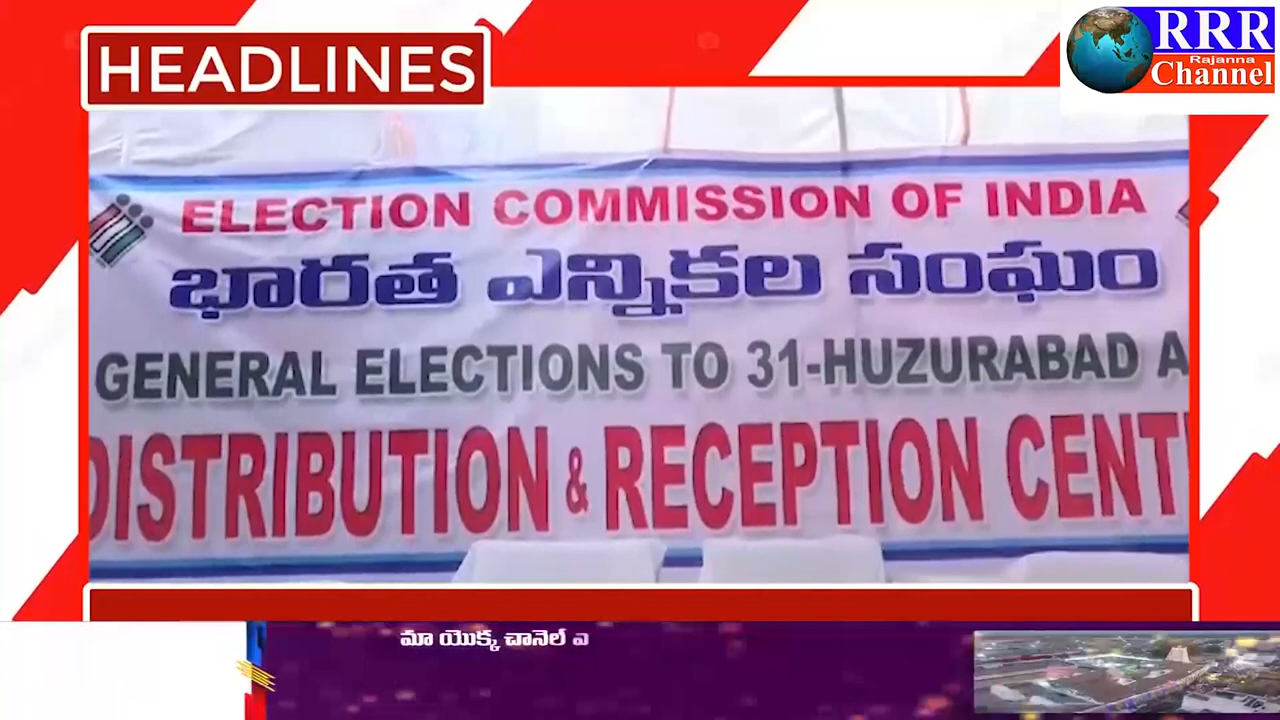 HEADLINES
RRR
Rajanna
Channel
ELECTION COMMISSION OF INDIA
భారత ఎన్నికల సంఘం
GENERAL ELECTIONS TO 31-HUZURABAD A
DISTRIBUTION & RECEPTION CENT
మా యొక్క చానెల్ ఎ